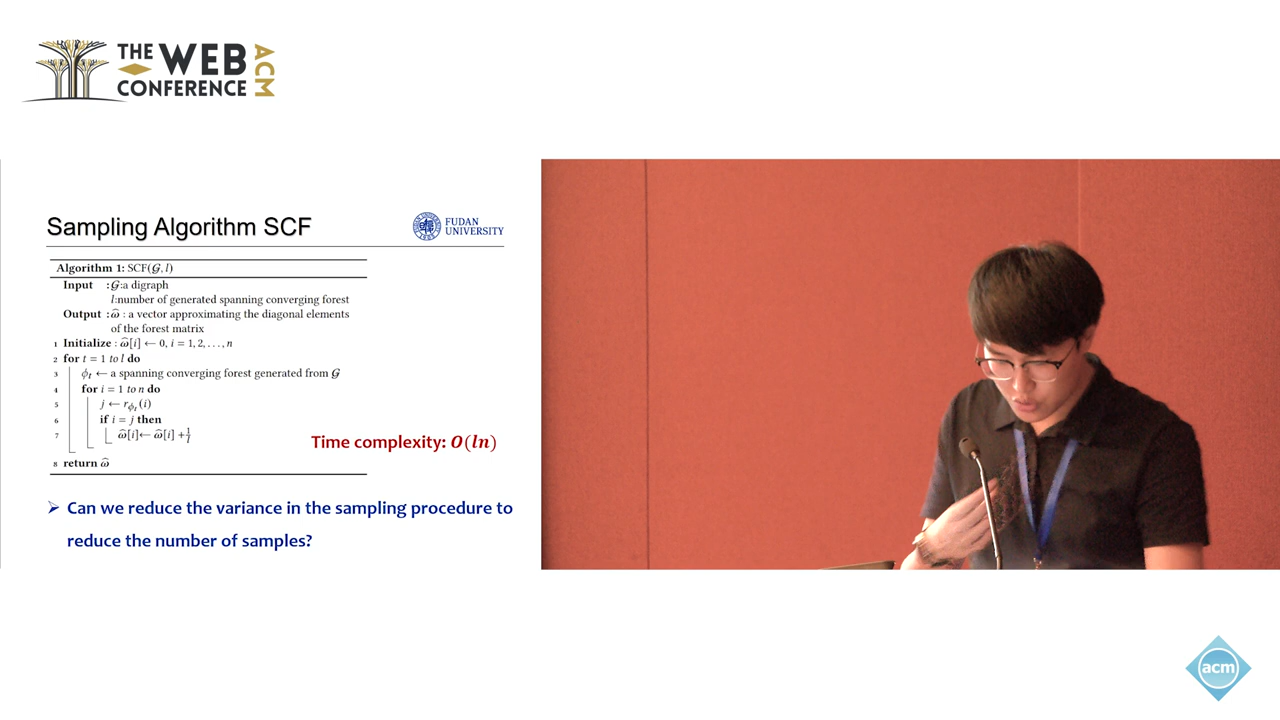 THE WEB
CONFERENCE
ACM
Sampling Algorithm SCF
FUDAN
UNIVERSITY
Algorithm 1: SCF(𝒢, l)
Input : 𝒢:a digraph
l:number of generated spanning converging forest
Output : ω̂ : a vector approximating the diagonal elements
of the forest matrix
1 Initialize : ω̂[i] ← 0, i = 1, 2, . . . , n
2 for t = 1 to l do
3 ϕₜ ← a spanning converging forest generated from 𝒢
4 for i = 1 to n do
5 j ← r_ϕₜ(i)
6 if i = j then
7 ω̂[i] ← ω̂[i] + 1/l
8 return ω̂
Time complexity: O(ln)
➢ Can we reduce the variance in the sampling procedure to
reduce the number of samples?
acm